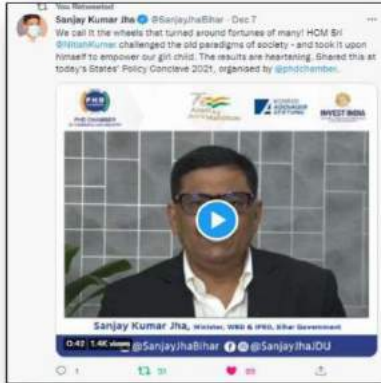 You Retweeted
Sanjay Kumar Jha @SanjayJhaBihar · Dec 7
We call it the wheels that turned around fortunes of many! HCM Sri
@NitishKumar challenged the old paradigms of society - and took it upon
himself to empower our girl child. The results are heartening. Shared this at
today's States' Policy Conclave 2021, organised by @phdchamber.
PHD CHAMBER
INVEST INDIA
Sanjay Kumar Jha, Minister, WRD & IPRD, Bihar Government
0:42 1.4K views @SanjayJhaBihar @SanjayJhaJDU